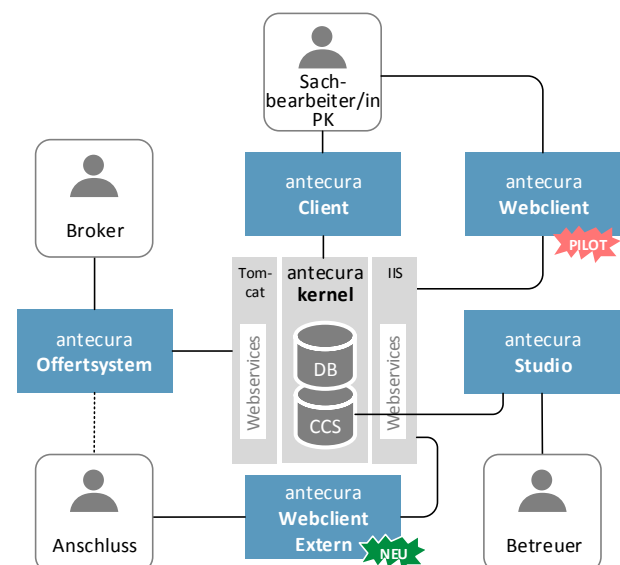 Sach-
bearbeiter/in
PK
antecura
Client
antecura
Webclient
PILOT
Broker
Tom-
cat
antecura
kernel
IIS
antecura
Offertsystem
Webservices
DB
CCS
Webservices
antecura
Studio
Anschluss
antecura
Webclient
Extern
NEU
Betreuer